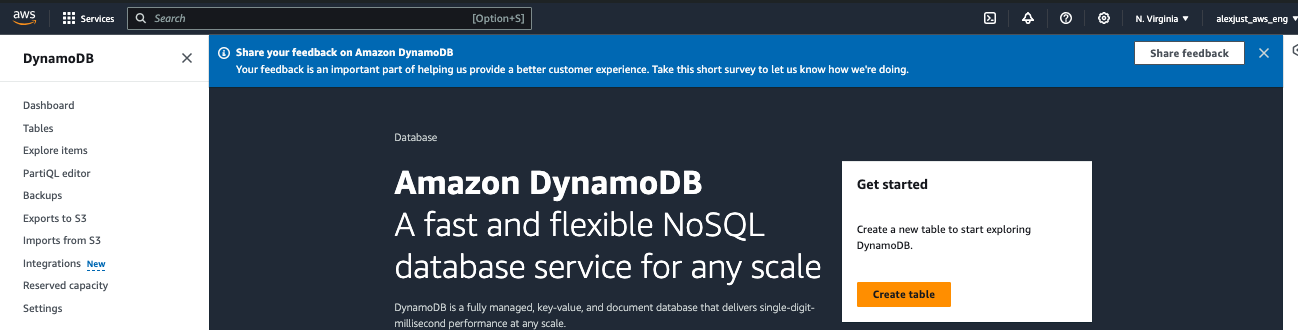 aws
Services
Search
[Option+S]
N. Virginia
alexjust_aws_eng
DynamoDB
Dashboard
Tables
Explore items
PartiQL editor
Backups
Exports to S3
Imports from S3
Integrations New
Reserved capacity
Settings
Share your feedback on Amazon DynamoDB
Your feedback is an important part of helping us provide a better customer experience. Take this short survey to let us know how we're doing.
Share feedback
Database
Amazon DynamoDB
A fast and flexible NoSQL
database service for any scale
DynamoDB is a fully managed, key-value, and document database that delivers single-digit-
millisecond performance at any scale.
Get started
Create a new table to start exploring
DynamoDB.
Create table